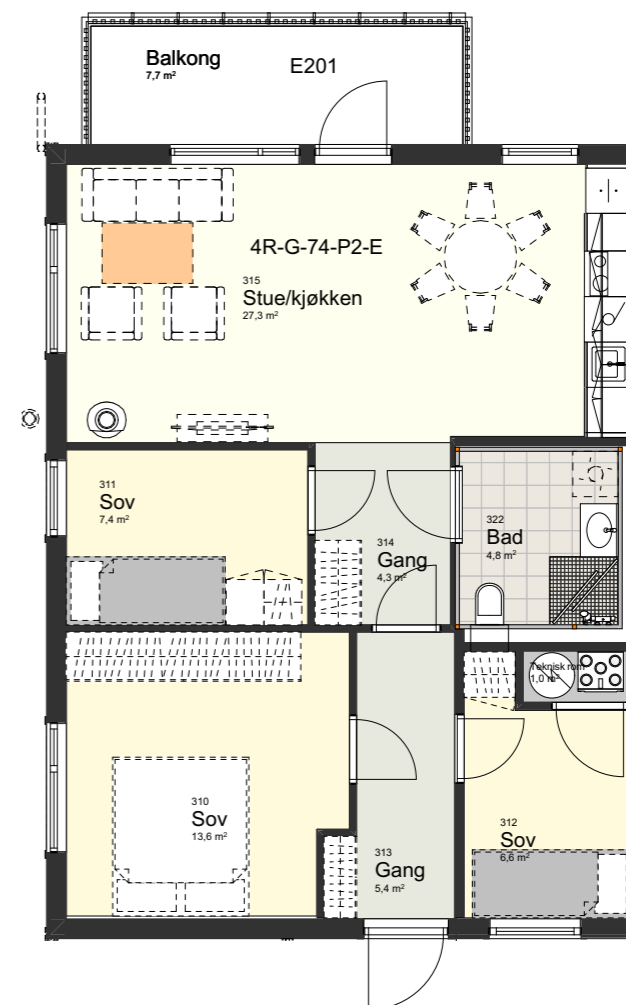 Balkong
7,7 m²
E201
4R-G-74-P2-E
315
Stue/kjøkken
27,3 m²
311
Sov
7,4 m²
314
Gang
4,3 m²
322
Bad
4,8 m²
Teknisk rom
1,0 m²
310
Sov
13,6 m²
313
Gang
5,4 m²
312
Sov
6,6 m²